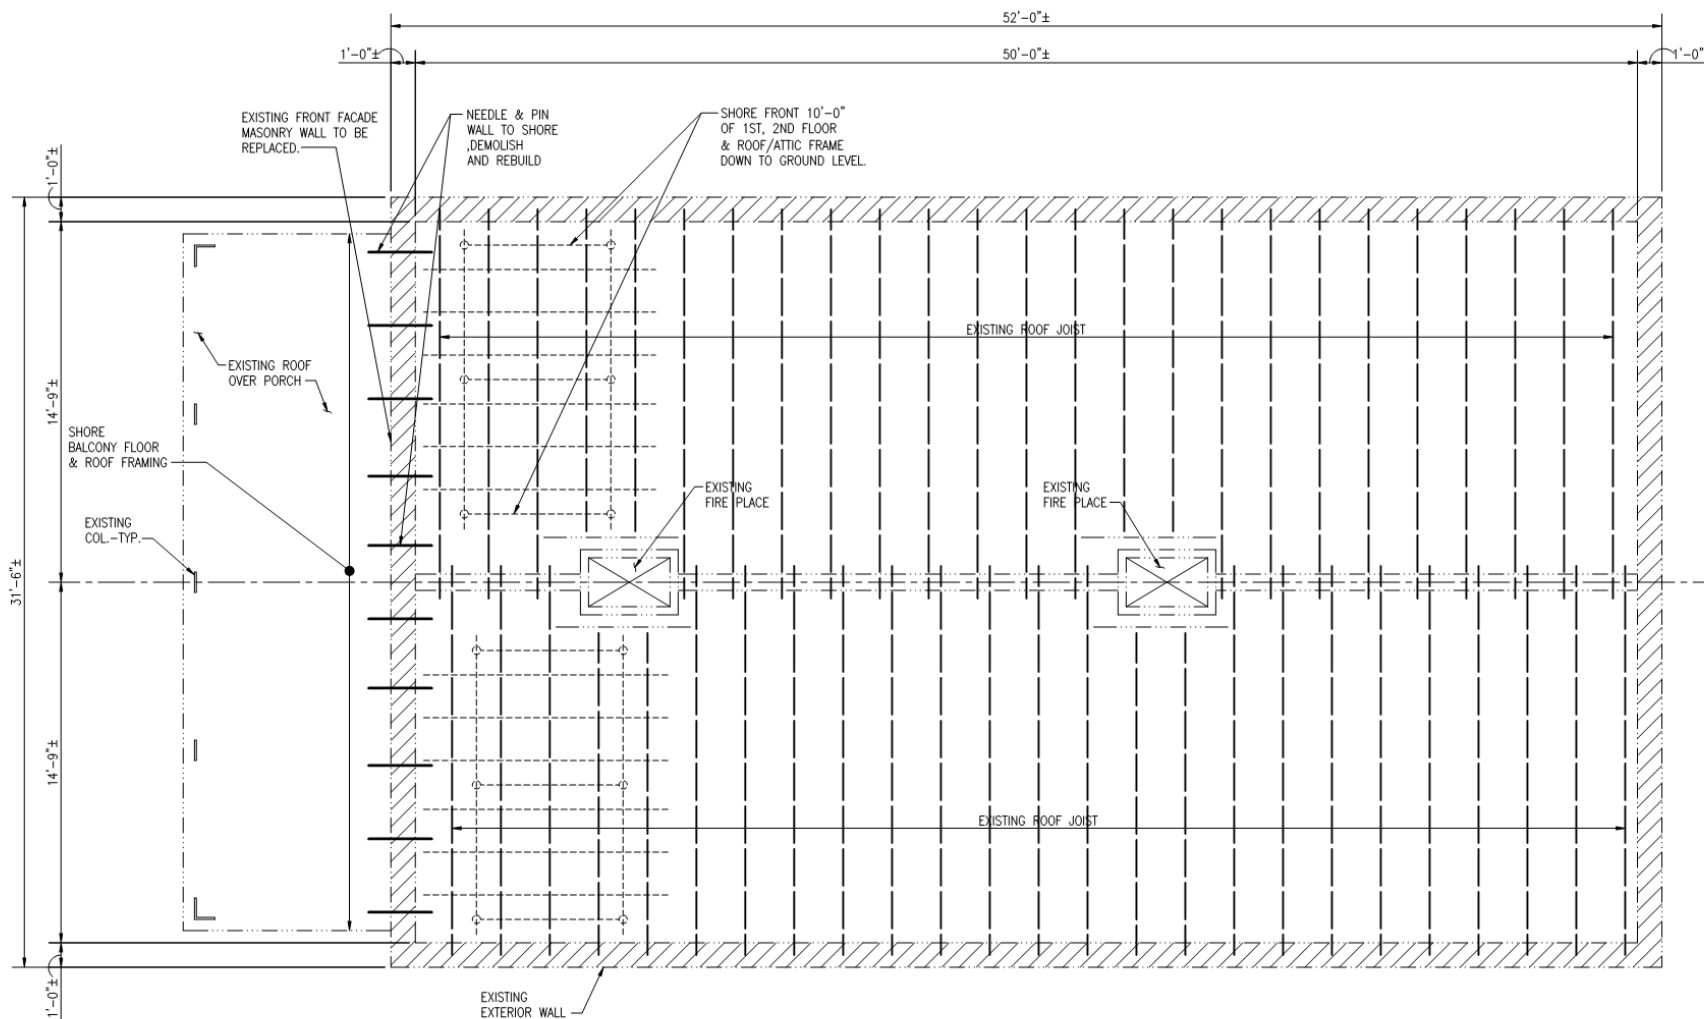 52'-0"±
1'-0"±
50'-0"±
1'-0"
EXISTING FRONT FACADE
MASONRY WALL TO BE
REPLACED.
NEEDLE & PIN
WALL TO SHORE
,DEMOLISH
AND REBUILD
SHORE FRONT 10'-0"
OF 1ST, 2ND FLOOR
& ROOF/ATTIC FRAME
DOWN TO GROUND LEVEL.
1'-0"±
EXISTING ROOF JOIST
EXISTING ROOF
OVER PORCH
14'-9"±
SHORE
BALCONY FLOOR
& ROOF FRAMING
EXISTING
FIRE PLACE
EXISTING
FIRE PLACE
EXISTING
COL.-TYP.
31'-6"±
14'-9"±
EXISTING ROOF JOIST
1'-0"±
EXISTING
EXTERIOR WALL